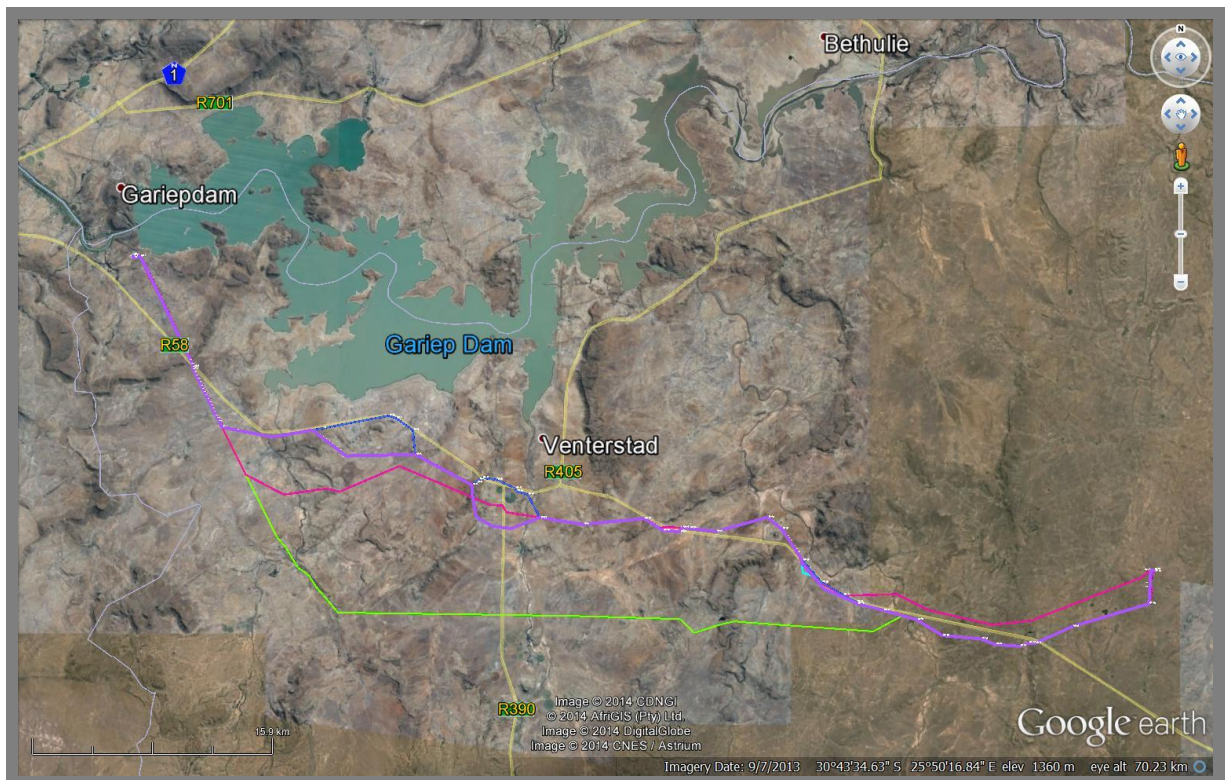 N
Bethulie
N
1
R701
Gariepdam
R58
Gariep Dam
Venterstad
R405
R390
15.9 km
Image © 2014 CDNGI
© 2014 AfriGIS (Pty) Ltd.
Image © 2014 DigitalGlobe
Image © 2014 CNES / Astrium
Google earth
Imagery Date: 9/7/2013 30°43'34.63" S 25°50'16.84" E elev 1360 m eye alt 70.23 km